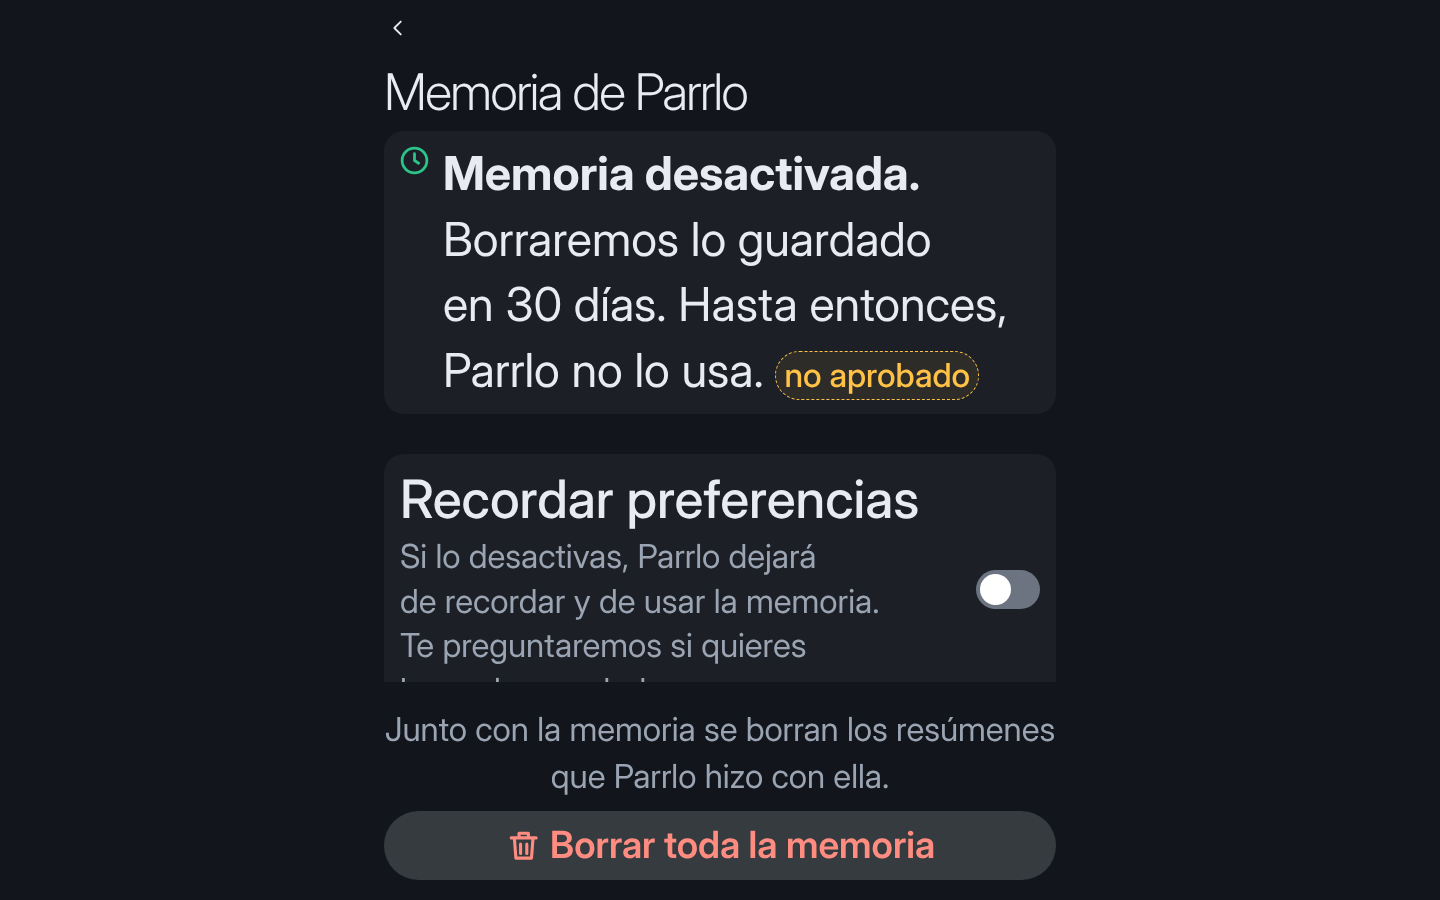 Memoria de Parrlo
Memoria desactivada.
Borraremos lo guardado
en 30 días. Hasta entonces,
Parrlo no lo usa. no aprobado
Recordar preferencias
Si lo desactivas, Parrlo dejará
de recordar y de usar la memoria.
Te preguntaremos si quieres
Junto con la memoria se borran los resúmenes
que Parrlo hizo con ella.
Borrar toda la memoria